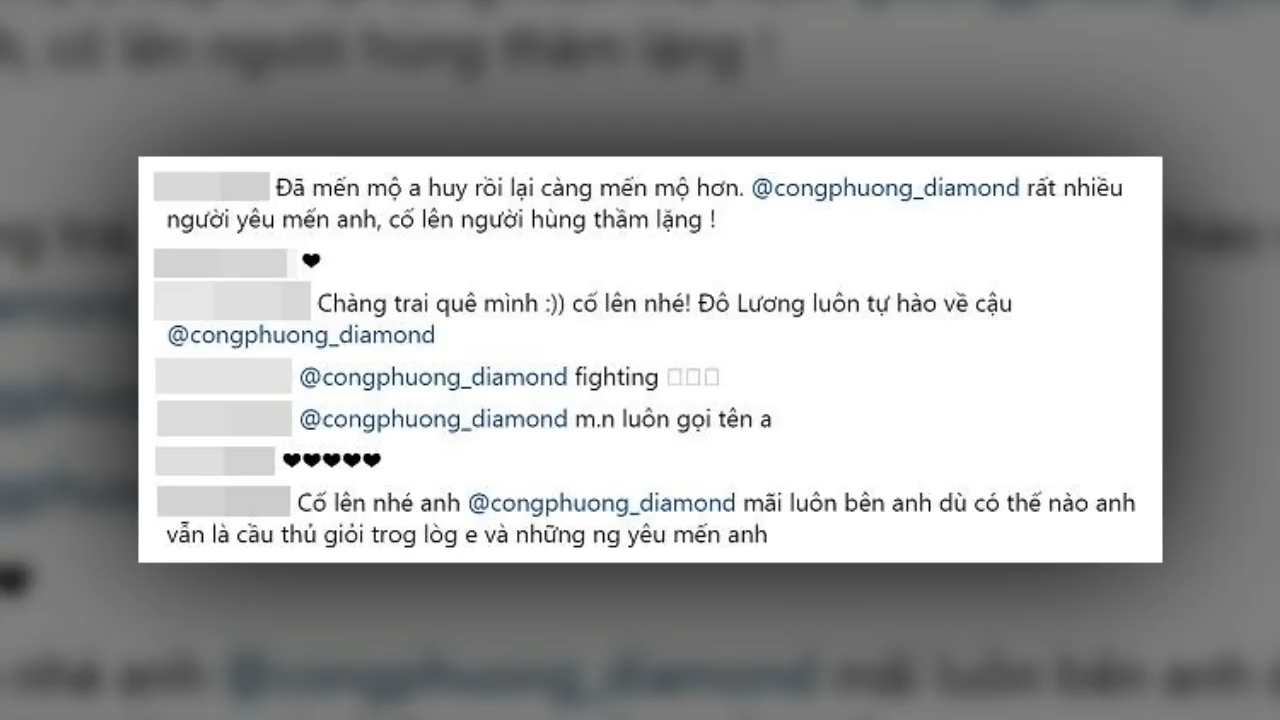 Đã mến mộ a huy rồi lại càng mến mộ hơn. @congphuong_diamond rất nhiều
người yêu mến anh, cố lên người hùng thầm lặng !
❤
Chàng trai quê mình :)) cố lên nhé! Đô Lương luôn tự hào về cậu
@congphuong_diamond
@congphuong_diamond fighting □□□
@congphuong_diamond m.n luôn gọi tên a
❤❤❤❤❤
Cố lên nhé anh @congphuong_diamond mãi luôn bên anh dù có thế nào anh
vẫn là cầu thủ giỏi trog lòg e và những ng yêu mến anh